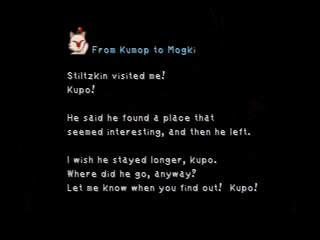 From Kumop to Mogki
Stiltzkin visited me!
Kupo!
He said he found a place that
seemed interesting, and then he left.
I wish he stayed longer, kupo.
Where did he go, anyway?
Let me know when you find out! Kupo!